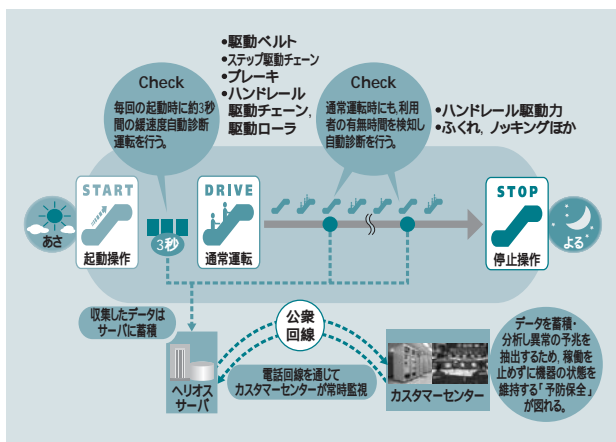 •駆動ベルト
•ステップ駆動チェーン
•ブレーキ
•ハンドレール
駆動チェーン,
駆動ローラ
Check
毎回の起動時に約3秒
間の緩速度自動診断
運転を行う。
Check
通常運転時にも,利用
者の有無時間を検知し
自動診断を行う。
•ハンドレール駆動力
•ふくれ, ノッキングほか
あさ
START
起動操作
3秒
DRIVE
通常運転
STOP
停止操作
よる
収集したデータは
サーバに蓄積
ヘリオス
サーバ
公衆
回線
電話回線を通じて
カスタマーセンターが常時監視
カスタマーセンター
データを蓄積・
分析し異常の予兆を
抽出するため, 稼働を
止めずに機器の状態を
維持する「予防保全」
が図れる。